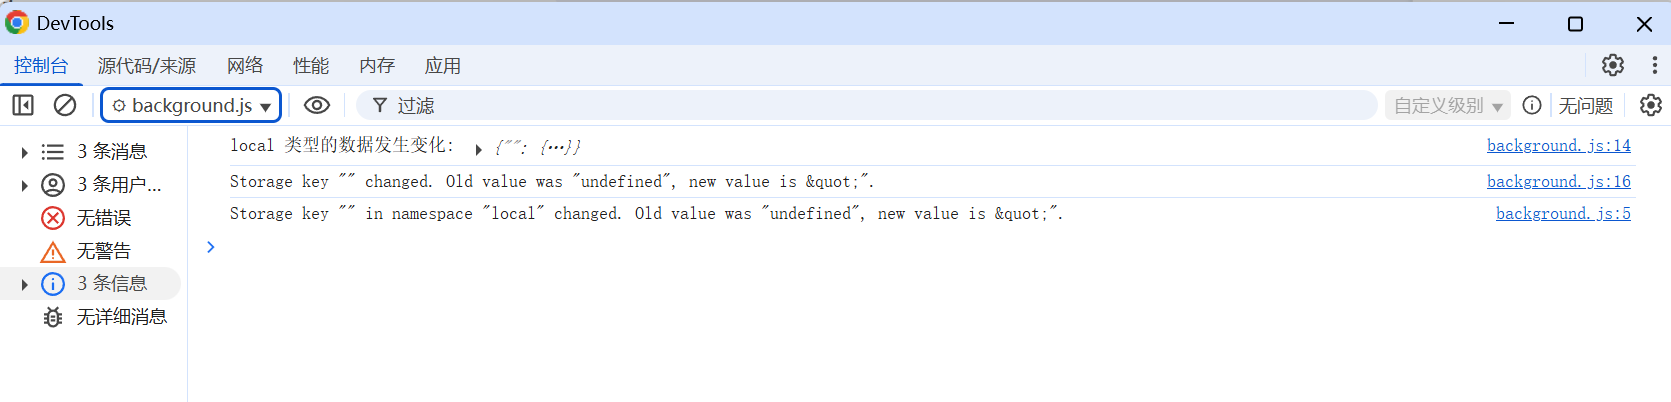 DevTools
控制台 源代码/来源 网络 性能 内存 应用
background.js 过滤 自定义级别 无问题
3 条消息
3 条用户...
无错误
无警告
3 条信息
无详细消息
local 类型的数据发生变化: {"": {…}} background.js:14
Storage key "" changed. Old value was "undefined", new value is &quot;". background.js:16
Storage key "" in namespace "local" changed. Old value was "undefined", new value is &quot;". background.js:5